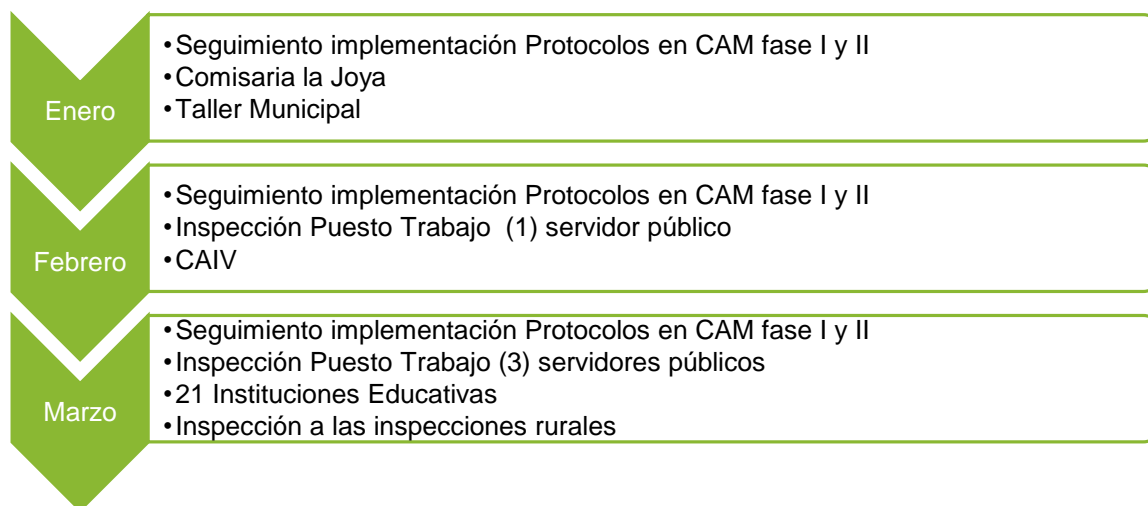 Enero
•Seguimiento implementación Protocolos en CAM fase I y II
•Comisaria la Joya
•Taller Municipal
Febrero
•Seguimiento implementación Protocolos en CAM fase I y II
•Inspección Puesto Trabajo (1) servidor público
•CAIV
Marzo
•Seguimiento implementación Protocolos en CAM fase I y II
•Inspección Puesto Trabajo (3) servidores públicos
•21 Instituciones Educativas
•Inspección a las inspecciones rurales